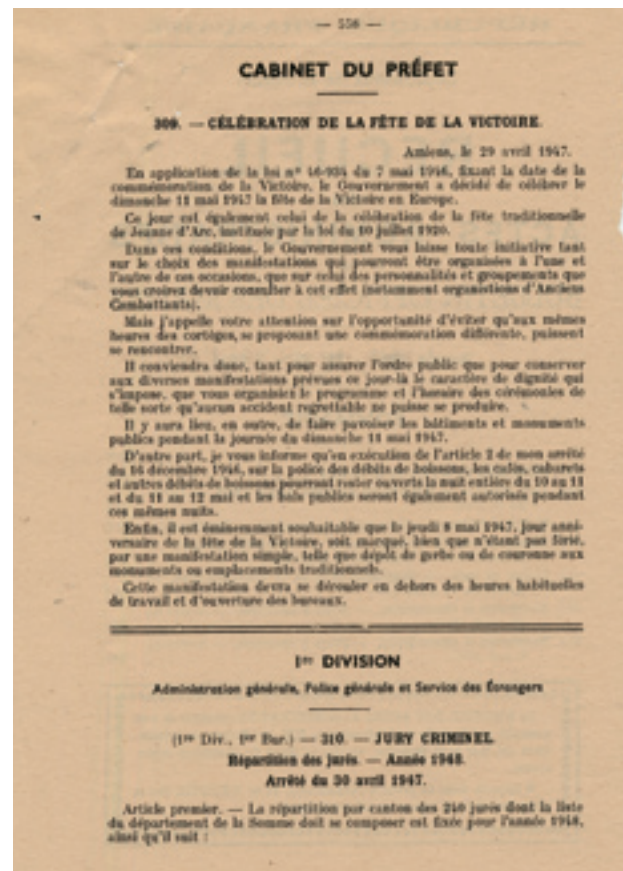 — 556 —
CABINET DU PRÉFET
309. — CÉLÉBRATION DE LA FÊTE DE LA VICTOIRE.
Amiens, le 29 avril 1947.
En application de la loi nº 46-934 du 7 mai 1946, fixant la date de la
commémoration de la Victoire, le Gouvernement a décidé de célébrer le
dimanche 11 mai 1947 la fête de la Victoire en Europe.
Ce jour est également celui de la célébration de la fête traditionnelle
de Jeanne d'Arc, instituée par la loi du 10 juillet 1920.
Dans ces conditions, le Gouvernement vous laisse toute initiative tant
sur le choix des manifestations qui pourront être organisées à l'une et
l'autre de ces occasions, que sur celui des personnalités et groupements que
vous croirez devoir consulter à cet effet (notamment organistions d'Anciens
Combattants).
Mais j'appelle votre attention sur l'opportunité d'éviter qu'aux mêmes
heures des cortèges, se proposant une commémoration différente, puissent
se rencontrer.
Il conviendra donc, tant pour assurer l'ordre public que pour conserver
aux diverses manifestations prévues ce jour-là le caractère de dignité qui
s'impose, que vous organisiez le programme et l'horaire des cérémonies de
telle sorte qu'aucun accident regrettable ne puisse se produire.
Il y aura lieu, en outre, de faire pavoiser les bâtiments et monuments
publics pendant la journée du dimanche 11 mai 1947.
D'autre part, je vous informe qu'en exécution de l'article 2 de mon arrêté
du 16 décembre 1946, sur la police des débits de boissons, les cafés, cabarets
et autres débits de boissons pourront rester ouverts la nuit entière du 10 au 11
et du 11 au 12 mai et les bals publics seront également autorisés pendant
ces mêmes nuits.
Enfin, il est éminemment souhaitable que le jeudi 8 mai 1947, jour anni-
versaire de la fête de la Victoire, soit marqué, bien que n'étant pas férié,
par une manifestation simple, telle que dépôt de gerbe ou de couronne aux
monuments ou emplacements traditionnels.
Cette manifestation devra se dérouler en dehors des heures habituelles
de travail et d'ouverture des bureaux.
Iʳᵉ DIVISION
Administration générale, Police générale et Service des Étrangers
(1ʳᵉ Div., 1ᵉʳ Bur.) — 310. — JURY CRIMINEL
Répartition des jurés. — Année 1948.
Arrêté du 30 avril 1947.
Article premier. — La répartition par canton des 240 jurés dont la liste
du département de la Somme doit se composer est fixée pour l'année 1948,
ainsi qu'il suit :